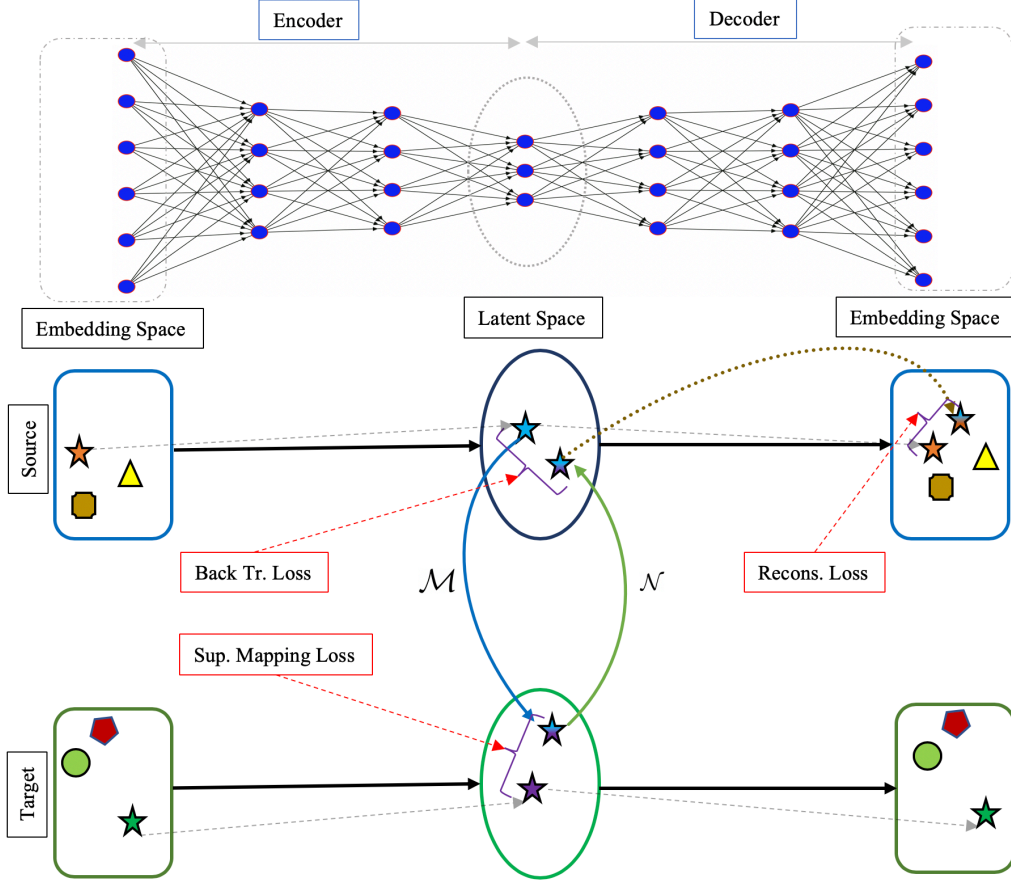 Encoder
Decoder
Embedding Space
Latent Space
Embedding Space
Source
Back Tr. Loss
ℳ
𝒩
Recons. Loss
Sup. Mapping Loss
Target